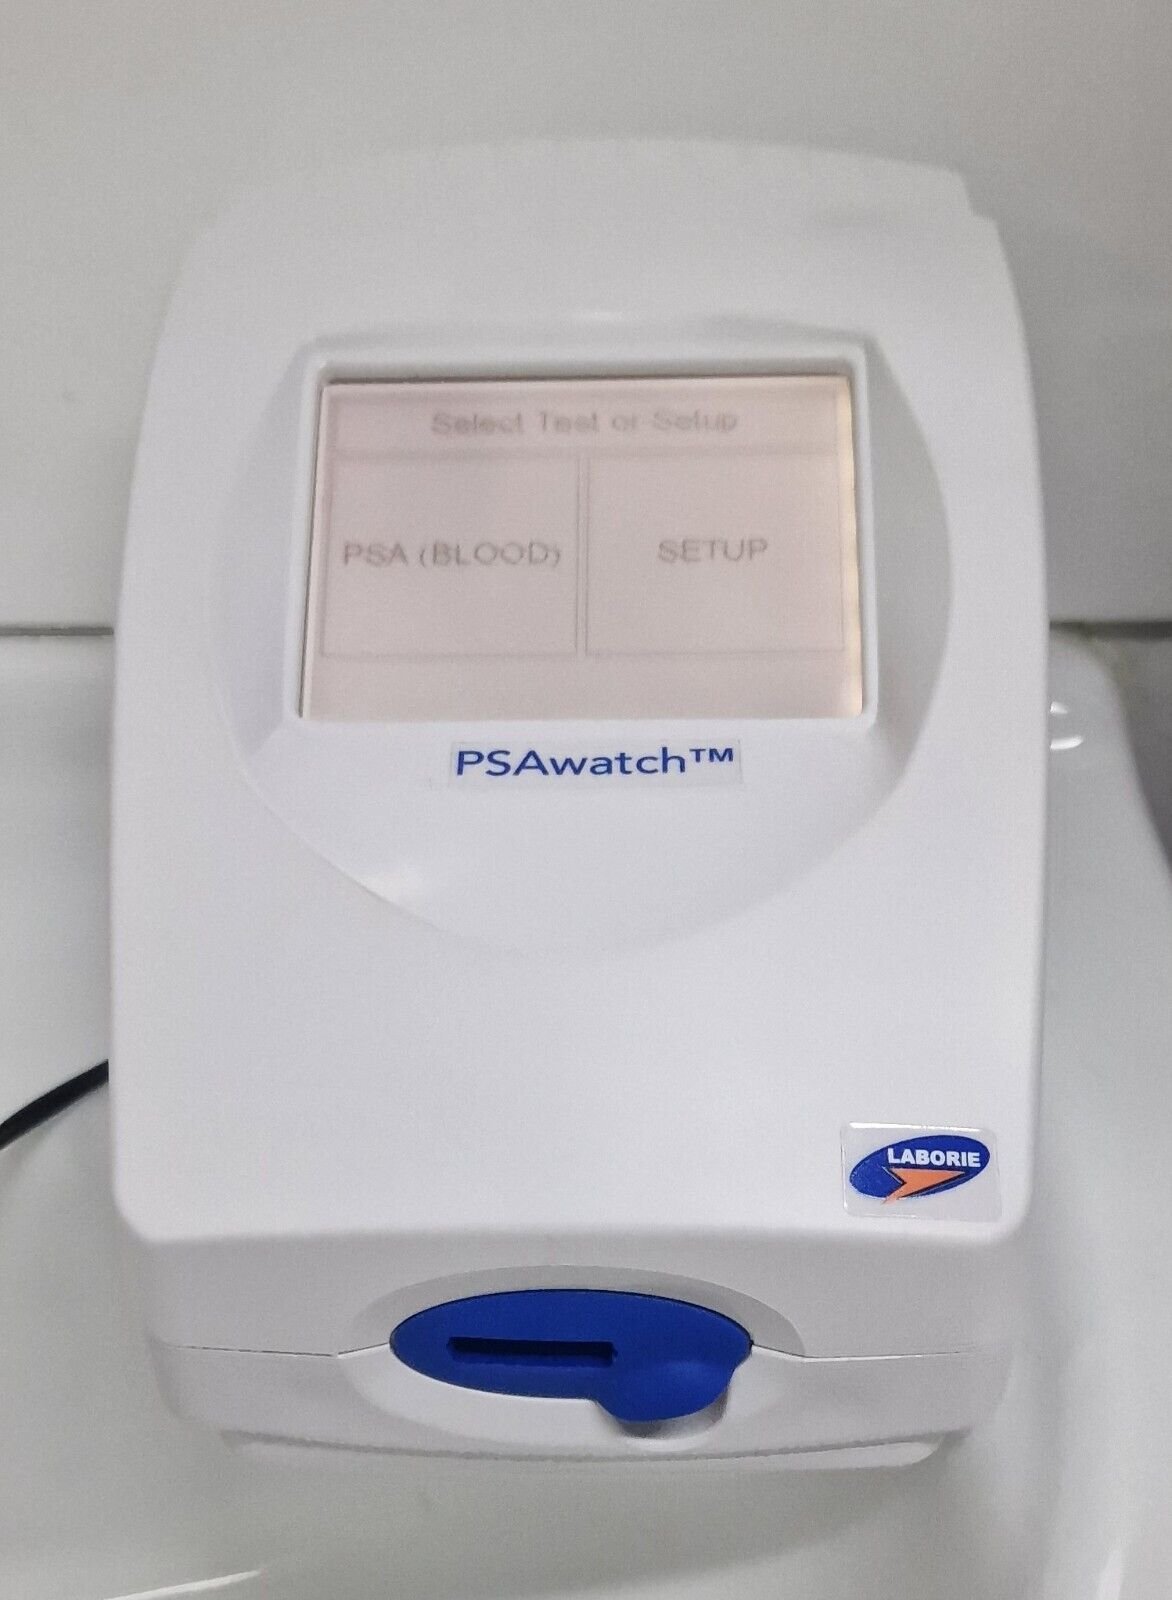 Select Test or Setup
PSA (BLOOD)
SETUP
PSAwatch™
LABORIE